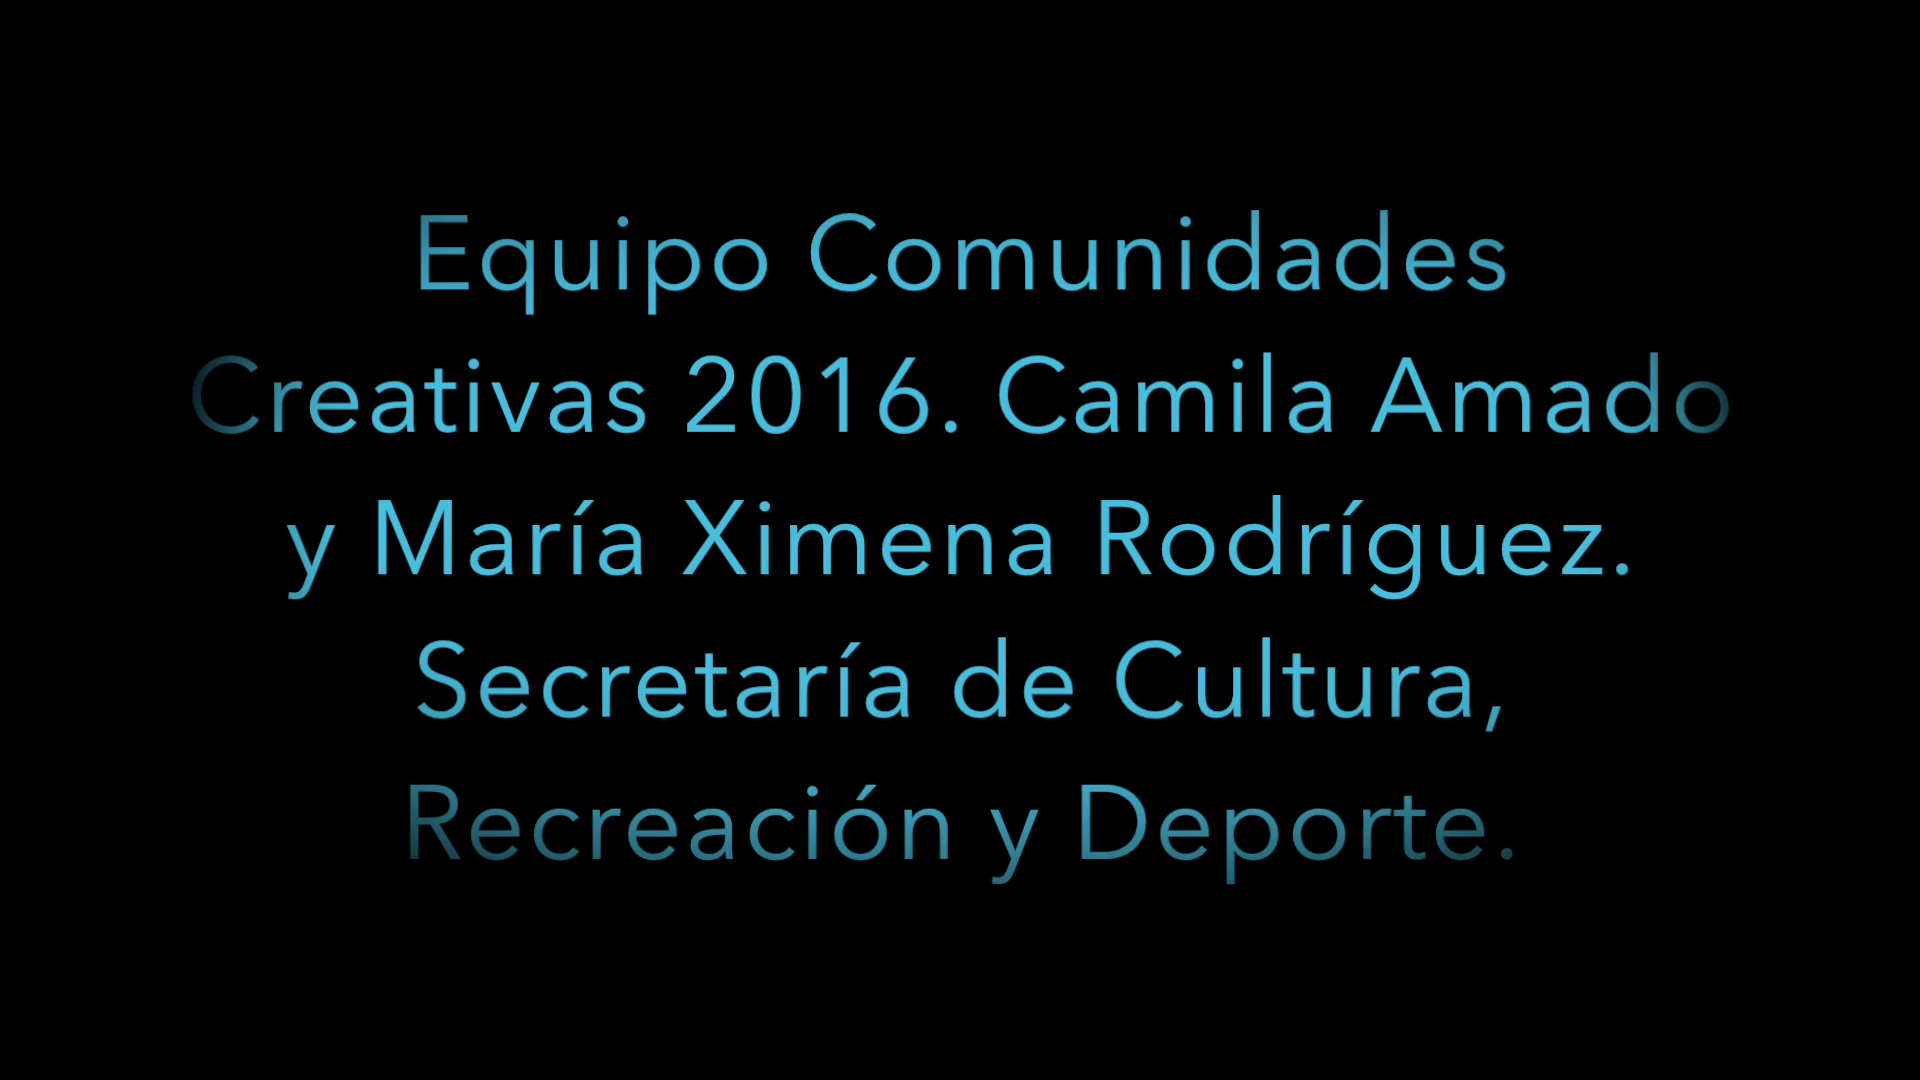 Equipo Comunidades
Creativas 2016. Camila Amado
y María Ximena Rodríguez.
Secretaría de Cultura,
Recreación y Deporte.